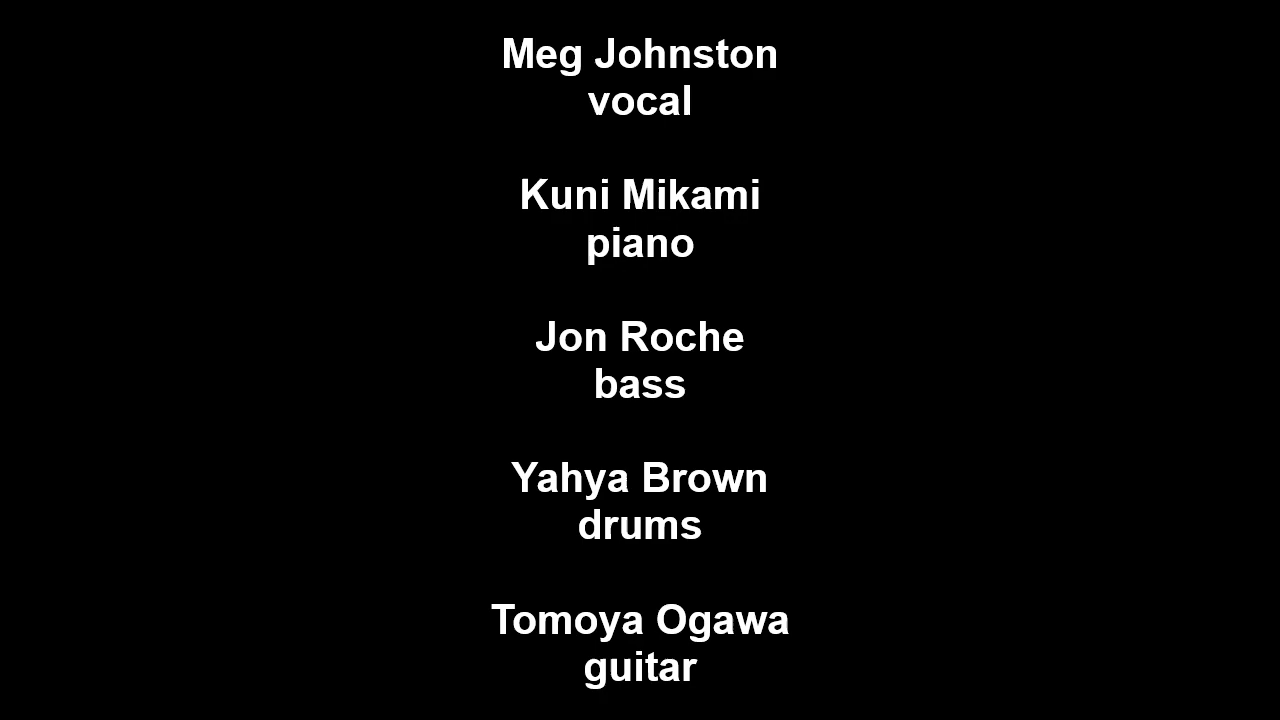 Meg Johnston
vocal
Kuni Mikami
piano
Jon Roche
bass
Yahya Brown
drums
Tomoya Ogawa
guitar